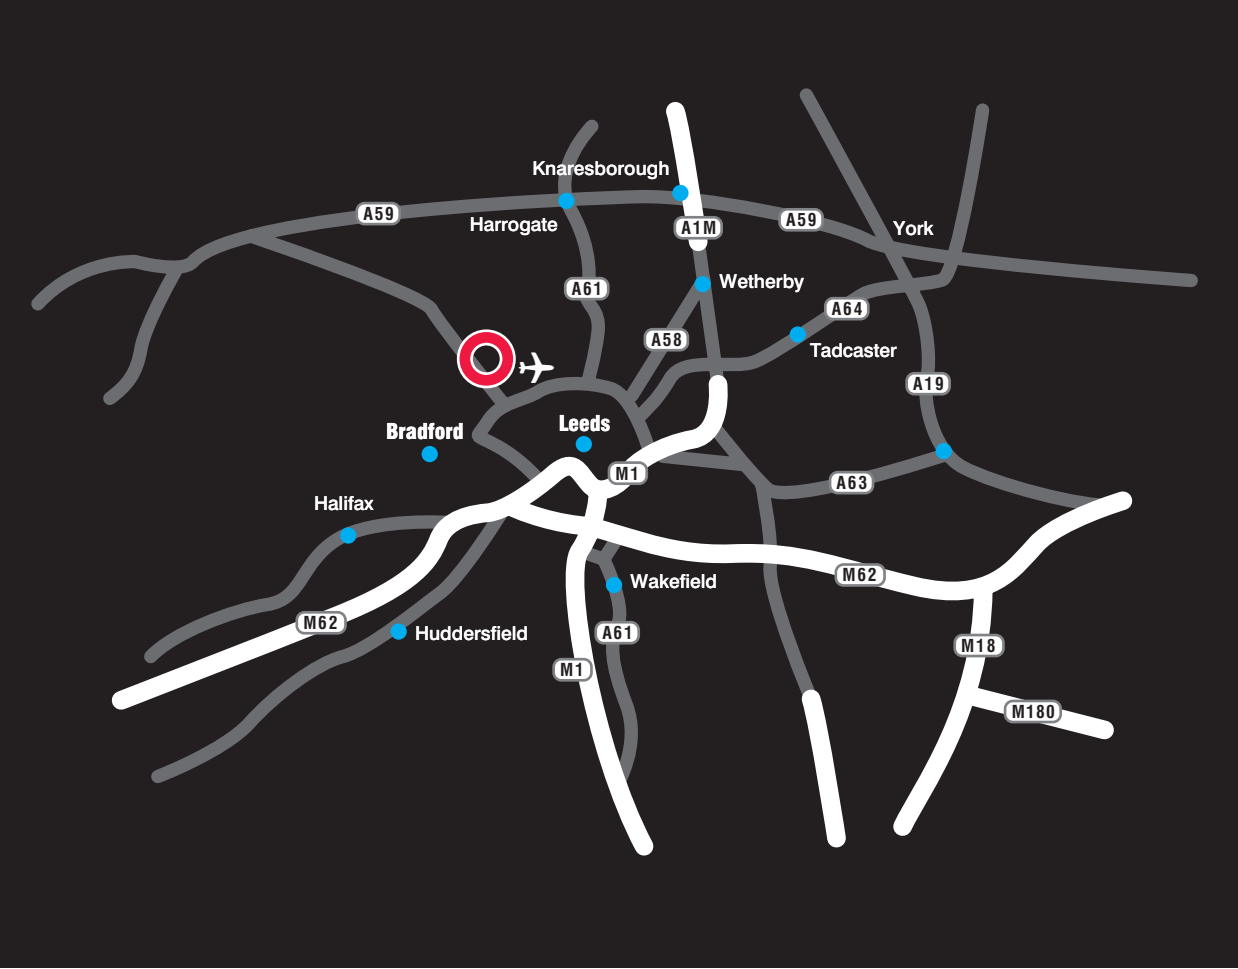 Knaresborough
A59
Harrogate
A1M
A59
York
A61
Wetherby
A64
A58
Tadcaster
A19
Bradford
Leeds
M1
A63
Halifax
M62
Wakefield
M62
Huddersfield
A61
M1
M18
M180